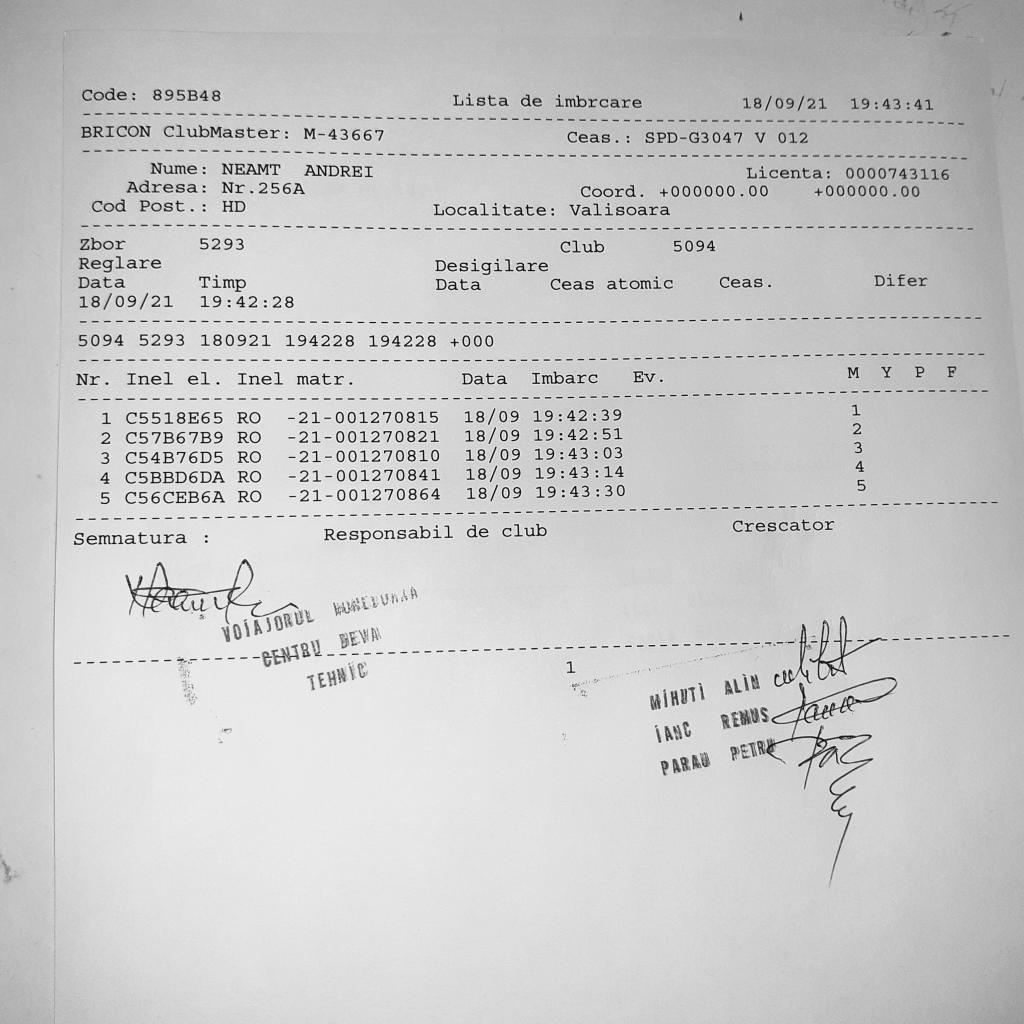 Code: 895B48 Lista de imbrcare 18/09/21 19:43:41
BRICON ClubMaster: M-43667 Ceas.: SPD-G3047 V 012
Nume: NEAMT ANDREI Licenta: 0000743116
Adresa: Nr.256A Coord. +000000.00 +000000.00
Cod Post.: HD Localitate: Valisoara
Zbor 5293 Club 5094
Reglare Desigilare
Data Timp Data Ceas atomic Ceas. Difer
18/09/21 19:42:28
5094 5293 180921 194228 194228 +000
Nr. Inel el. Inel matr. Data Imbarc Ev. M Y P F
1 C5518E65 RO -21-001270815 18/09 19:42:39 1
2 C57B67B9 RO -21-001270821 18/09 19:42:51 2
3 C54B76D5 RO -21-001270810 18/09 19:43:03 3
4 C5BBD6DA RO -21-001270841 18/09 19:43:14 4
5 C56CEB6A RO -21-001270864 18/09 19:43:30 5
Semnatura : Responsabil de club Crescator
VOIAJORUL HUNEDOARA
CENTRU DEVA
TEHNIC
1
MIHUTI ALIN
IANC REMUS
PARAU PETRU